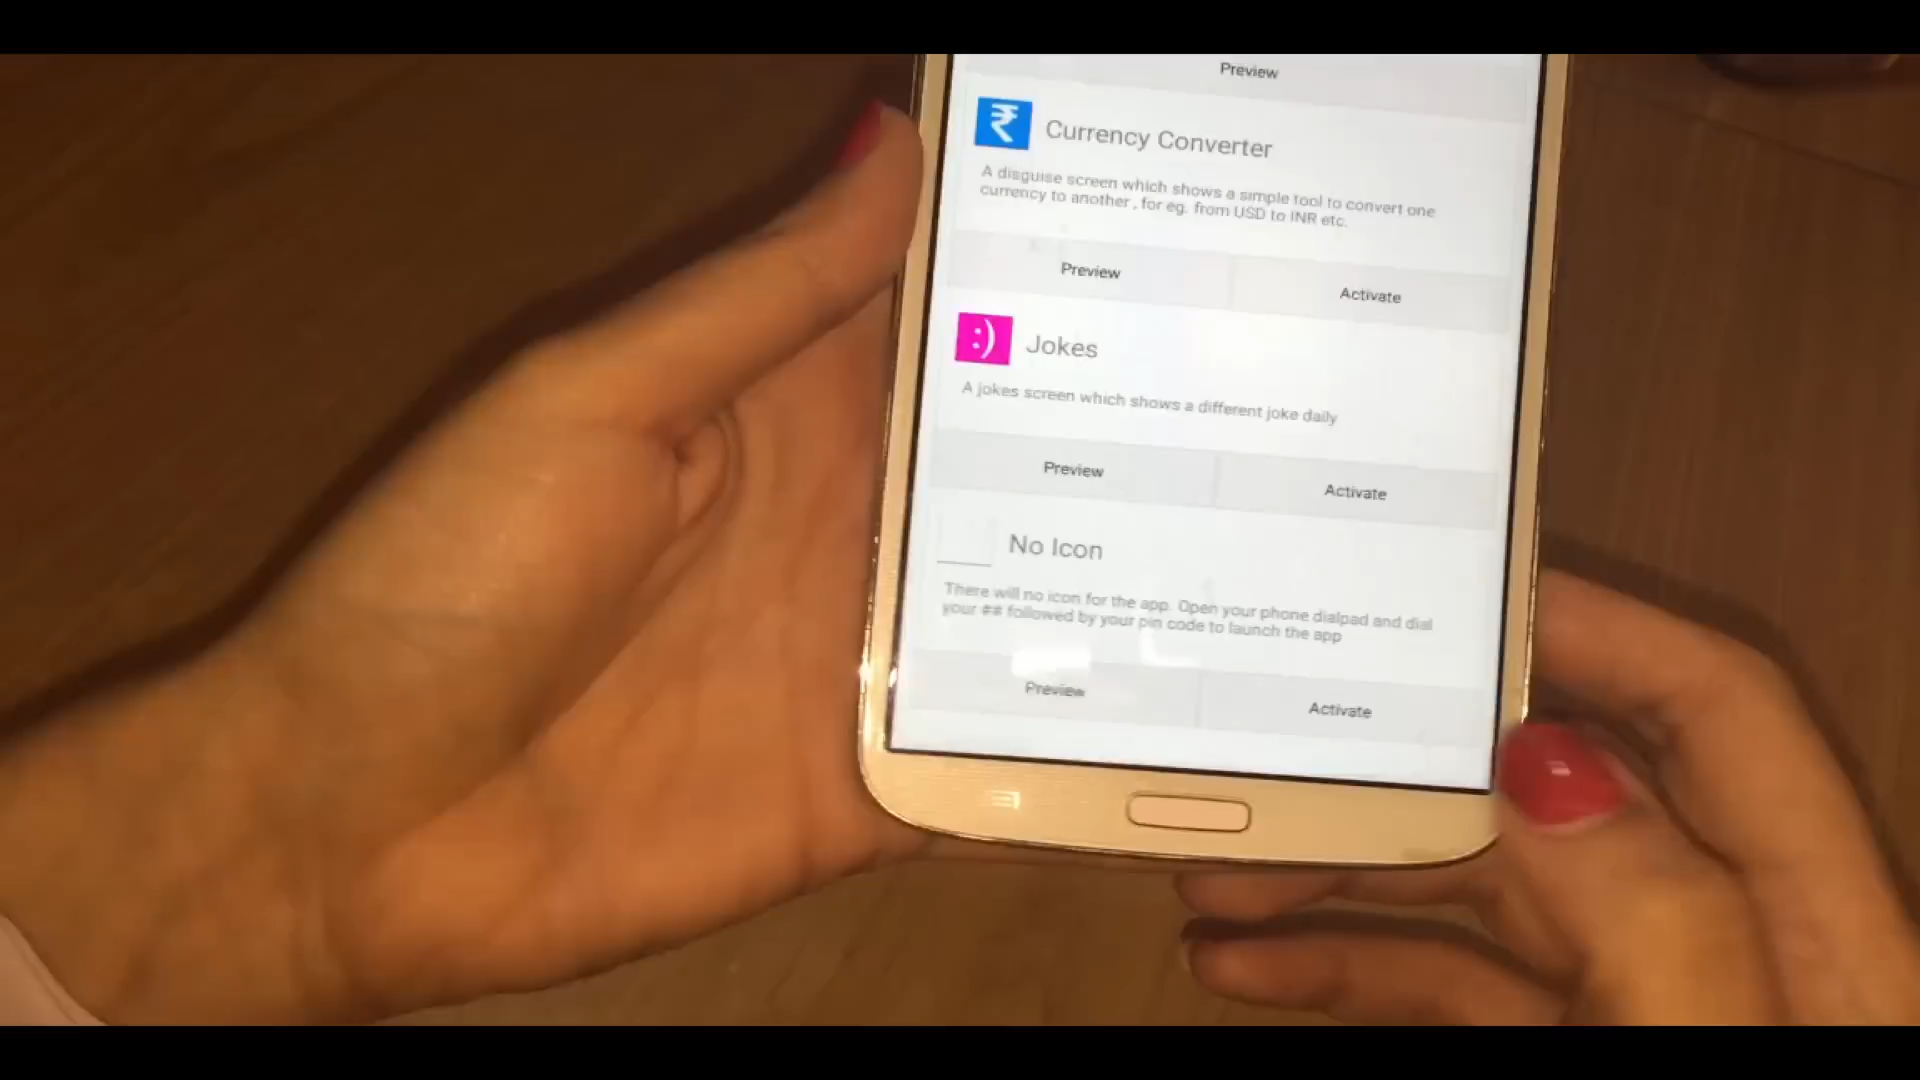 Preview
₹
Currency Converter
A disguise screen which shows a simple tool to convert one
currency to another , for eg. from USD to INR etc.
Preview
Activate
:)
Jokes
A jokes screen which shows a different joke daily
Preview
Activate
No Icon
There will no icon for the app. Open your phone dialpad and dial
your ## followed by your pin code to launch the app
Preview
Activate